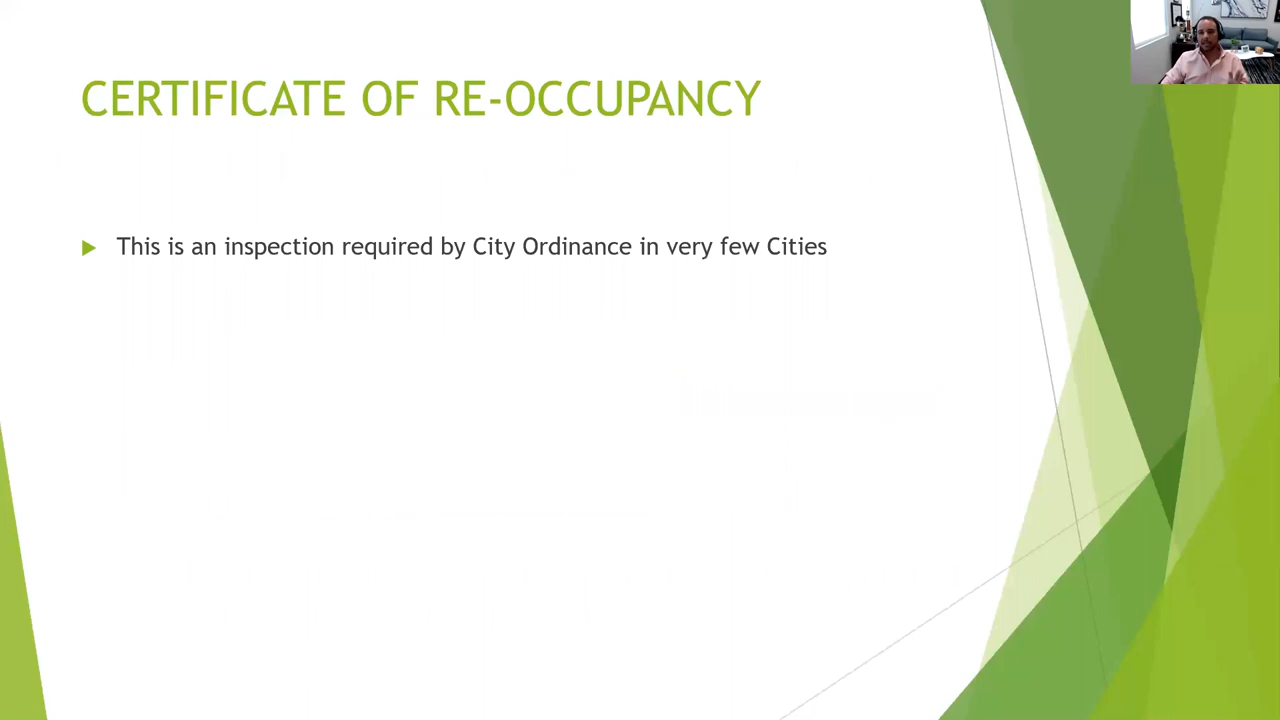 CERTIFICATE OF RE-OCCUPANCY
This is an inspection required by City Ordinance in very few Cities